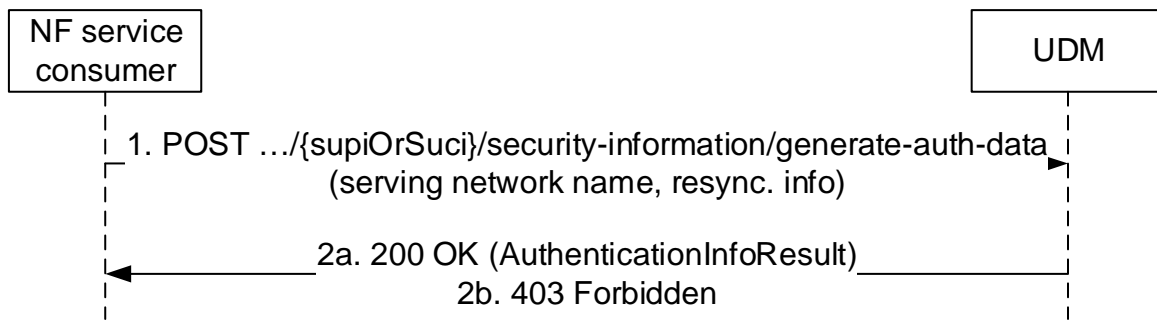 NF service
consumer
UDM
1. POST …/{supiOrSuci}/security-information/generate-auth-data
(serving network name, resync. info)
2a. 200 OK (AuthenticationInfoResult)
2b. 403 Forbidden